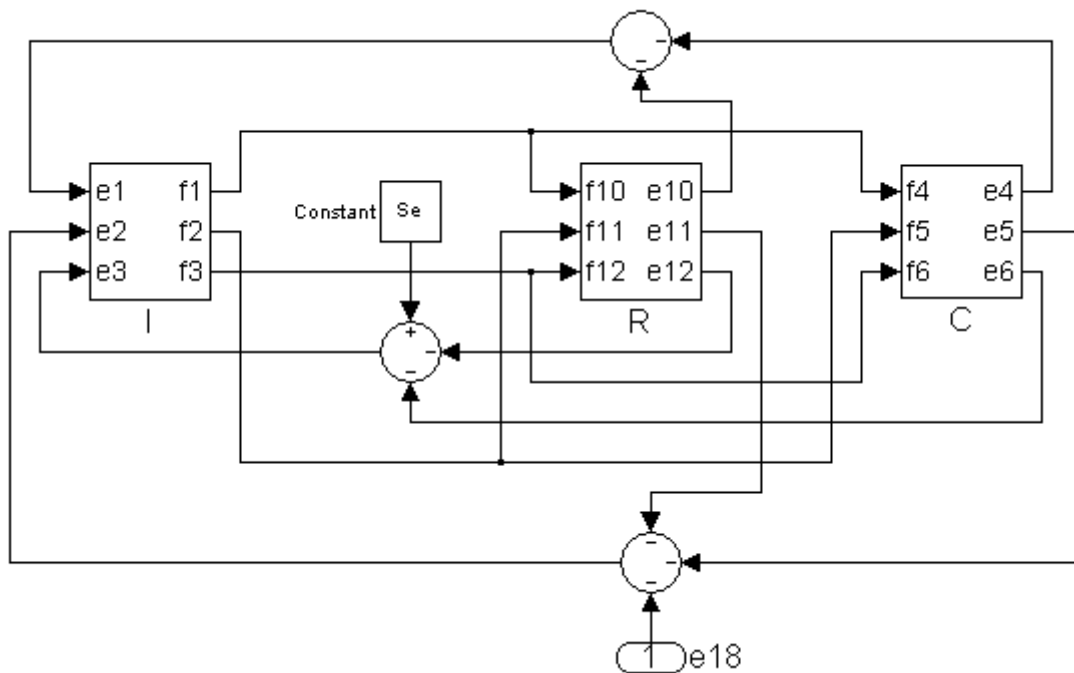 -
-
e1 f1
e2 f2
e3 f3
I
Constant
Se
f10 e10
f11 e11
f12 e12
R
f4 e4
f5 e5
f6 e6
C
+
-
-
-
-
-
1
e18